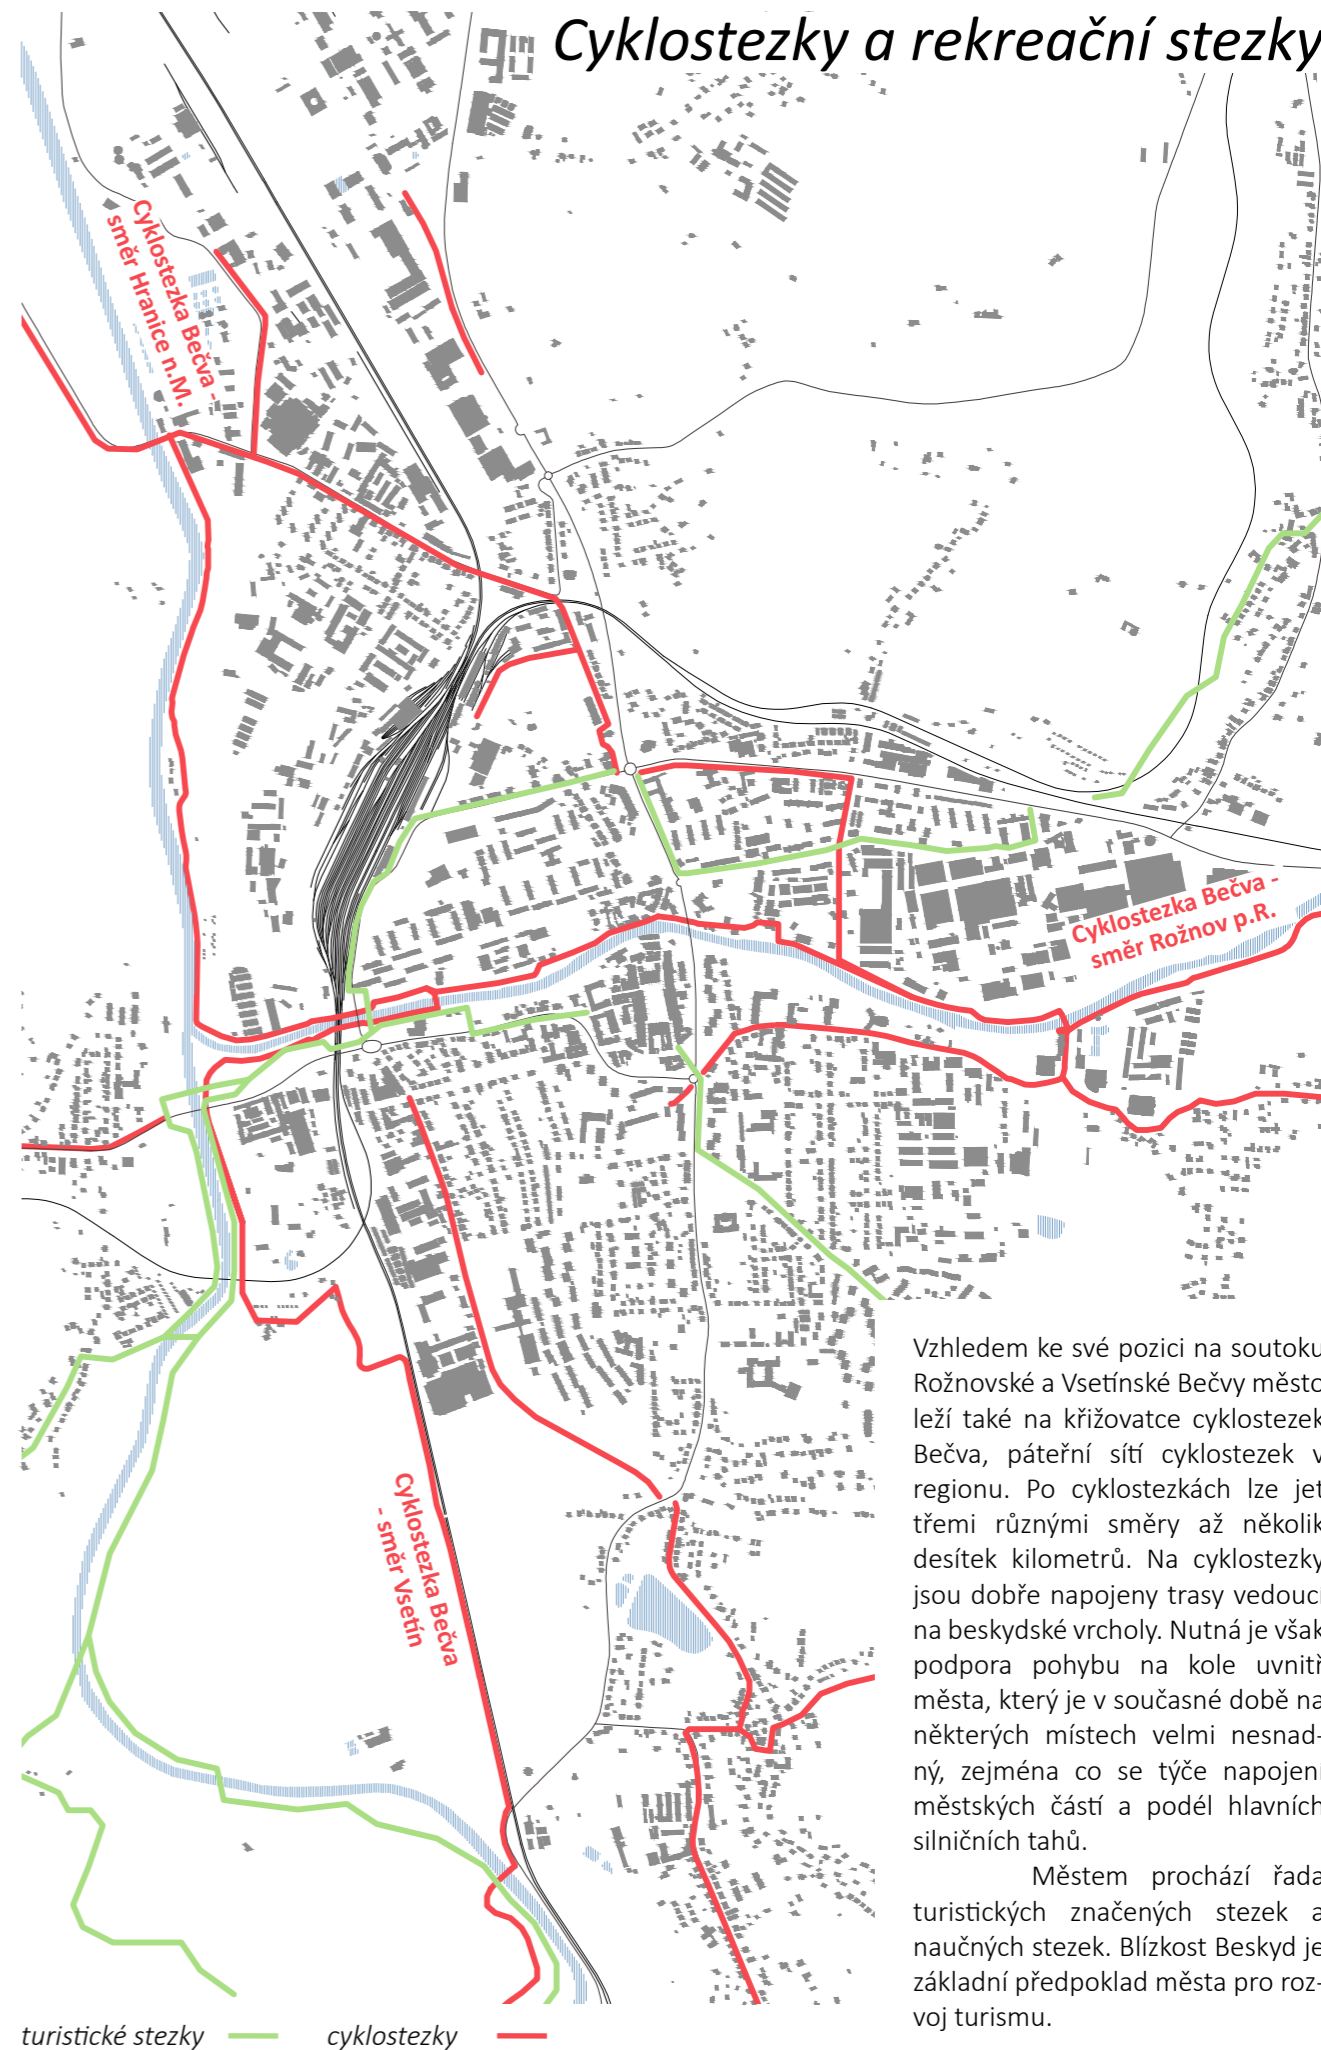 Cyklostezky a rekreační stezky
Cyklostezka Bečva -
směr Hranice n.M.
Cyklostezka Bečva -
směr Rožnov p.R.
Cyklostezka Bečva
- směr Vsetín
Vzhledem ke své pozici na soutoku
Rožnovské a Vsetínské Bečvy město
leží také na křižovatce cyklostezek
Bečva, páteřní sítí cyklostezek v
regionu. Po cyklostezkách lze jet
třemi různými směry až několik
desítek kilometrů. Na cyklostezky
jsou dobře napojeny trasy vedoucí
na beskydské vrcholy. Nutná je však
podpora pohybu na kole uvnitř
města, který je v současné době na
některých místech velmi nesnad-
ný, zejména co se týče napojení
městských částí a podél hlavních
silničních tahů.
Městem prochází řada
turistických značených stezek a
naučných stezek. Blízkost Beskyd je
základní předpoklad města pro roz-
voj turismu.
turistické stezky
cyklostezky